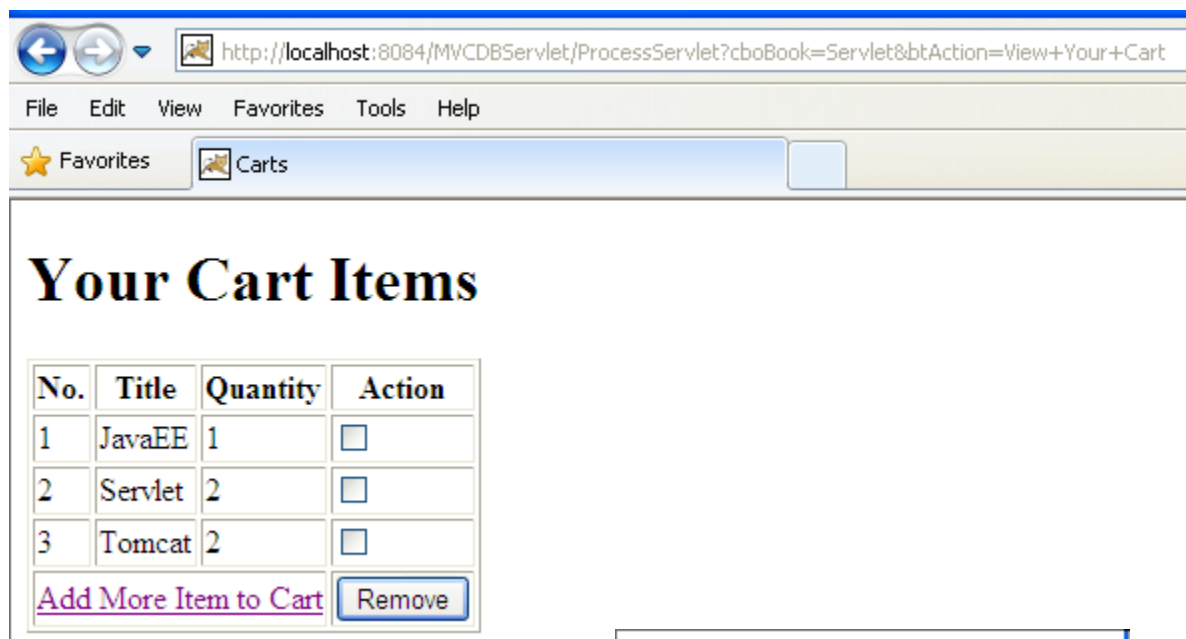 http://localhost:8084/MVCDBServlet/ProcessServlet?cboBook=Servlet&btAction=View+Your+Cart
File Edit View Favorites Tools Help
Favorites Carts
Your Cart Items
No. Title Quantity Action
1 JavaEE 1
2 Servlet 2
3 Tomcat 2
Add More Item to Cart Remove